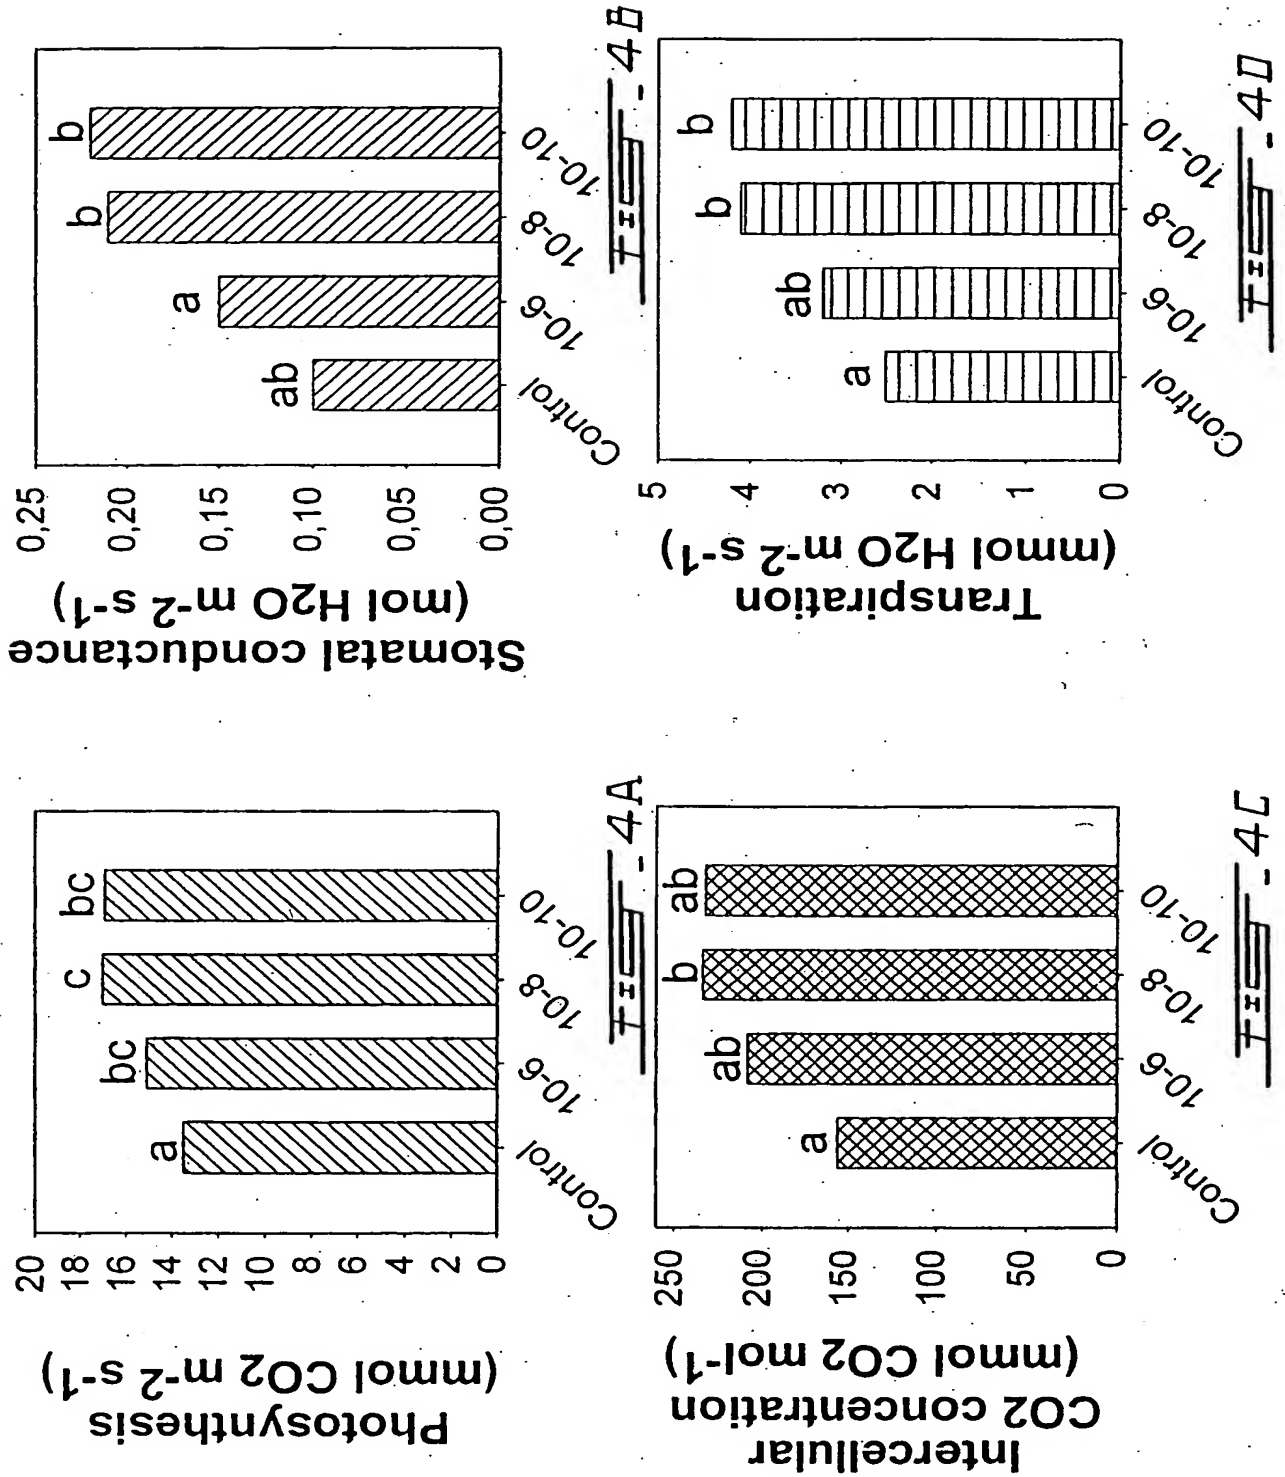 Photosynthesis
(mmol CO2 m-2 s-1)
20
18
16
14
12
10
8
6
4
2
0
a
bc
c
bc
Control
10-6
10-8
10-10
FIG - 4A
Stomatal conductance
(mol H2O m-2 s-1)
0,25
0,20
0,15
0,10
0,05
0,00
ab
a
b
b
Control
10-6
10-8
10-10
FIG - 4B
Intercellular
CO2 concentration
(mmol CO2 mol-1)
250
200
150
100
50
0
a
ab
b
ab
Control
10-6
10-8
10-10
FIG - 4C
Transpiration
(mmol H2O m-2 s-1)
5
4
3
2
1
0
a
ab
b
b
Control
10-6
10-8
10-10
FIG - 4D